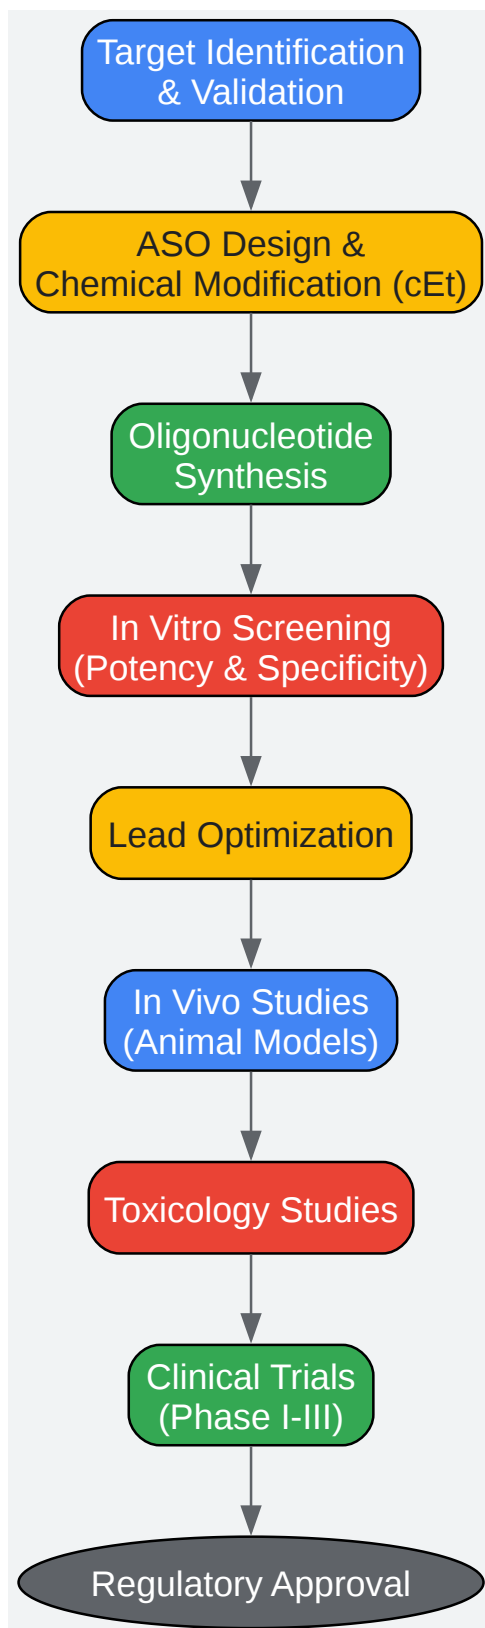 Target Identification
& Validation
ASO Design &
Chemical Modification (cEt)
Oligonucleotide
Synthesis
In Vitro Screening
(Potency & Specificity)
Lead Optimization
In Vivo Studies
(Animal Models)
Toxicology Studies
Clinical Trials
(Phase I-III)
Regulatory Approval